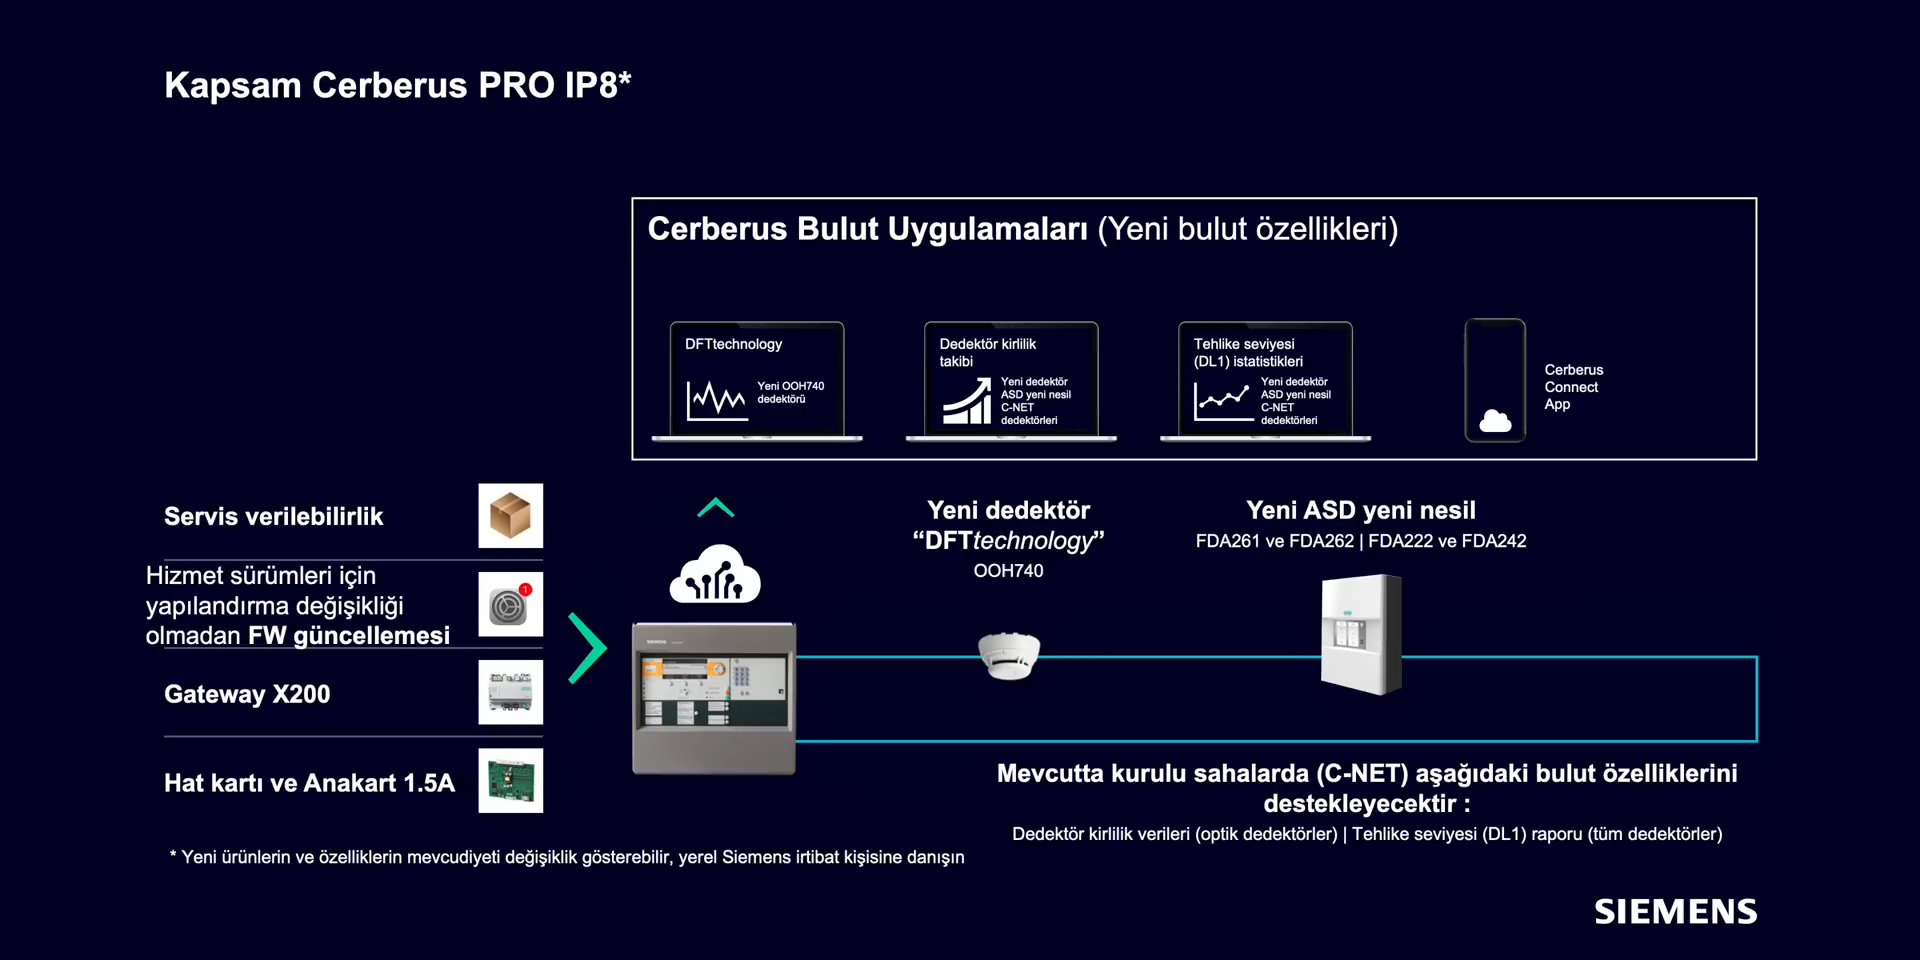 Kapsam Cerberus PRO IP8*
Cerberus Bulut Uygulamaları (Yeni bulut özellikleri)
DFTtechnology
Yeni OOH740
dedektörü
Dedektör kirlilik
takibi
Yeni dedektör
ASD yeni nesil
C-NET
dedektörleri
Tehlike seviyesi
(DL1) istatistikleri
Yeni dedektör
ASD yeni nesil
C-NET
dedektörleri
Cerberus
Connect
App
Servis verilebilirlik
Hizmet sürümleri için
yapılandırma değişikliği
olmadan FW güncellemesi
1
Gateway X200
Hat kartı ve Anakart 1.5A
Yeni dedektör
“DFTtechnology”
OOH740
Yeni ASD yeni nesil
FDA261 ve FDA262 | FDA222 ve FDA242
SIEMENS
Mevcutta kurulu sahalarda (C-NET) aşağıdaki bulut özelliklerini
destekleyecektir :
Dedektör kirlilik verileri (optik dedektörler) | Tehlike seviyesi (DL1) raporu (tüm dedektörler)
* Yeni ürünlerin ve özelliklerin mevcudiyeti değişiklik gösterebilir, yerel Siemens irtibat kişisine danışın
SIEMENS